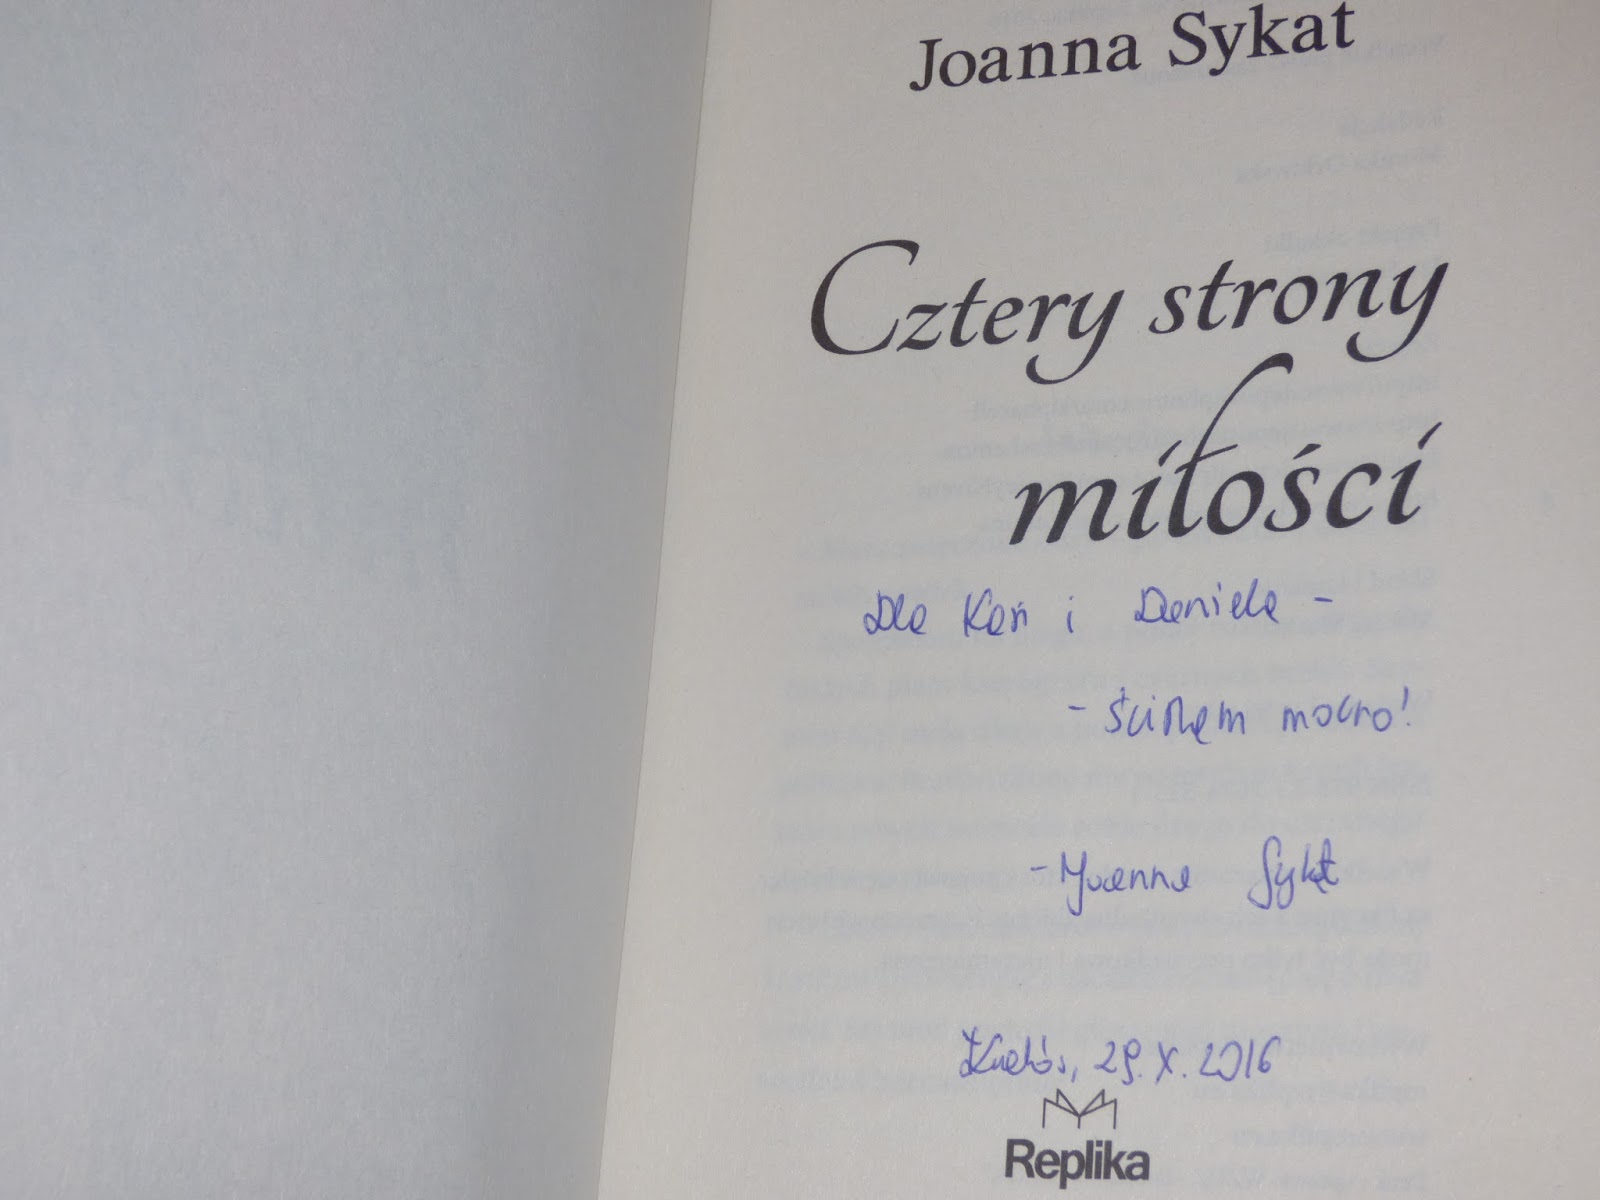 Joanna Sykat
Cztery strony
miłości
Dla Kasi i Daniela -
- ściskam mocno!
- Joanna Sykat
Kraków, 29.X.2016
Replika